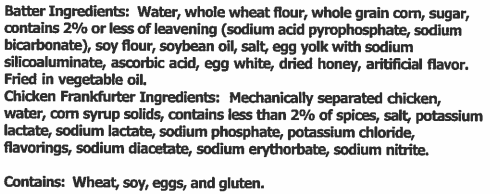 Batter Ingredients: Water, whole wheat flour, whole grain corn, sugar,
contains 2% or less of leavening (sodium acid pyrophosphate, sodium
bicarbonate), soy flour, soybean oil, salt, egg yolk with sodium
silicoaluminate, ascorbic acid, egg white, dried honey, aritificial flavor.
Fried in vegetable oil.
Chicken Frankfurter Ingredients: Mechanically separated chicken,
water, corn syrup solids, contains less than 2% of spices, salt, potassium
lactate, sodium lactate, sodium phosphate, potassium chloride,
flavorings, sodium diacetate, sodium erythorbate, sodium nitrite.
Contains: Wheat, soy, eggs, and gluten.